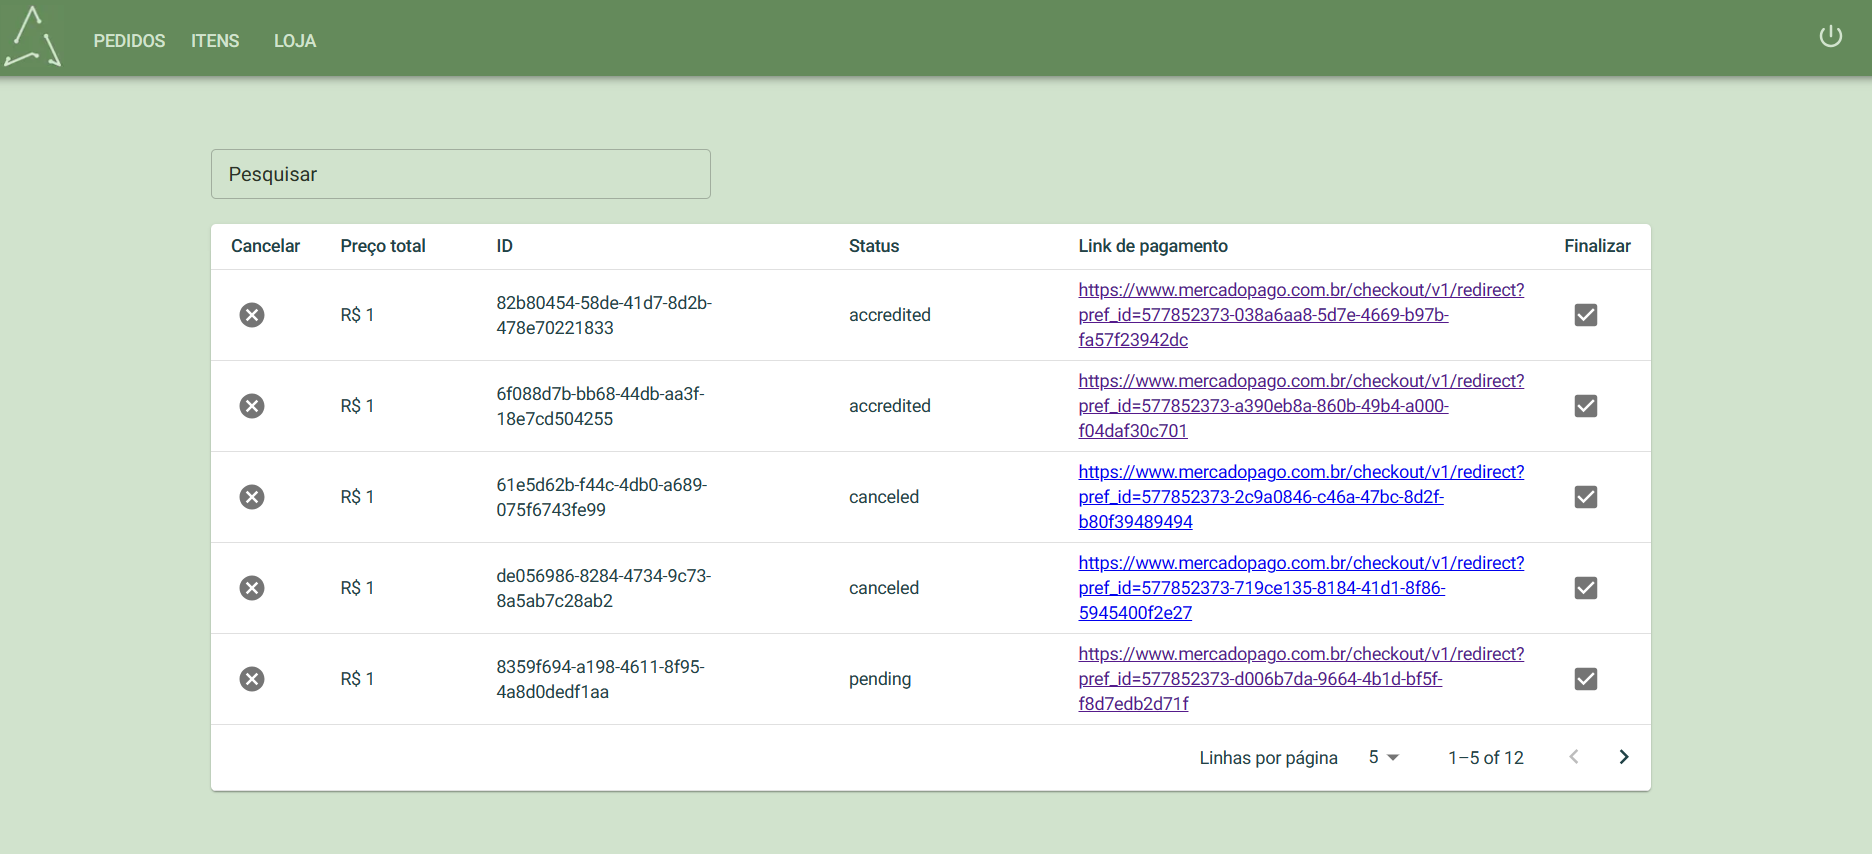 PEDIDOS ITENS LOJA
Pesquisar
Cancelar Preço total ID Status Link de pagamento Finalizar
https://www.mercadopago.com.br/checkout/v1/redirect?
82b80454-58de-41d7-8d2b-
R$ 1 accredited pref_id=577852373-038a6aa8-5d7e-4669-b97b-
478e70221833
fa57f23942dc
https://www.mercadopago.com.br/checkout/v1/redirect?
6f088d7b-bb68-44db-aa3f-
R$ 1 accredited pref_id=577852373-a390eb8a-860b-49b4-a000-
18e7cd504255
f04daf30c701
https://www.mercadopago.com.br/checkout/v1/redirect?
61e5d62b-f44c-4db0-a689-
R$ 1 canceled pref_id=577852373-2c9a0846-c46a-47bc-8d2f-
075f6743fe99
b80f39489494
https://www.mercadopago.com.br/checkout/v1/redirect?
de056986-8284-4734-9c73-
R$ 1 canceled pref_id=577852373-719ce135-8184-41d1-8f86-
8a5ab7c28ab2
5945400f2e27
https://www.mercadopago.com.br/checkout/v1/redirect?
8359f694-a198-4611-8f95-
R$ 1 pending pref_id=577852373-d006b7da-9664-4b1d-bf5f-
4a8d0dedf1aa
f8d7edb2d71f
Linhas por página 5 1–5 of 12